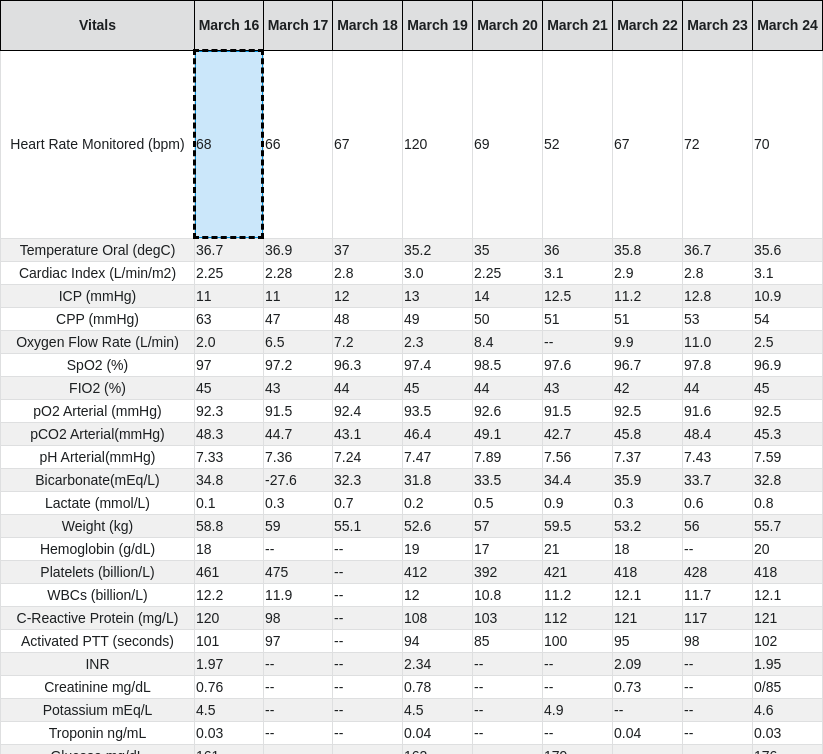 Vitals March 16 March 17 March 18 March 19 March 20 March 21 March 22 March 23 March 24
Heart Rate Monitored (bpm) 68 66 67 120 69 52 67 72 70
Temperature Oral (degC) 36.7 36.9 37 35.2 35 36 35.8 36.7 35.6
Cardiac Index (L/min/m2) 2.25 2.28 2.8 3.0 2.25 3.1 2.9 2.8 3.1
ICP (mmHg) 11 11 12 13 14 12.5 11.2 12.8 10.9
CPP (mmHg) 63 47 48 49 50 51 51 53 54
Oxygen Flow Rate (L/min) 2.0 6.5 7.2 2.3 8.4 -- 9.9 11.0 2.5
SpO2 (%) 97 97.2 96.3 97.4 98.5 97.6 96.7 97.8 96.9
FIO2 (%) 45 43 44 45 44 43 42 44 45
pO2 Arterial (mmHg) 92.3 91.5 92.4 93.5 92.6 91.5 92.5 91.6 92.5
pCO2 Arterial(mmHg) 48.3 44.7 43.1 46.4 49.1 42.7 45.8 48.4 45.3
pH Arterial(mmHg) 7.33 7.36 7.24 7.47 7.89 7.56 7.37 7.43 7.59
Bicarbonate(mEq/L) 34.8 -27.6 32.3 31.8 33.5 34.4 35.9 33.7 32.8
Lactate (mmol/L) 0.1 0.3 0.7 0.2 0.5 0.9 0.3 0.6 0.8
Weight (kg) 58.8 59 55.1 52.6 57 59.5 53.2 56 55.7
Hemoglobin (g/dL) 18 -- -- 19 17 21 18 -- 20
Platelets (billion/L) 461 475 -- 412 392 421 418 428 418
WBCs (billion/L) 12.2 11.9 -- 12 10.8 11.2 12.1 11.7 12.1
C-Reactive Protein (mg/L) 120 98 -- 108 103 112 121 117 121
Activated PTT (seconds) 101 97 -- 94 85 100 95 98 102
INR 1.97 -- -- 2.34 -- -- 2.09 -- 1.95
Creatinine mg/dL 0.76 -- -- 0.78 -- -- 0.73 -- 0/85
Potassium mEq/L 4.5 -- -- 4.5 -- 4.9 -- -- 4.6
Troponin ng/mL 0.03 -- -- 0.04 -- -- 0.04 -- 0.03